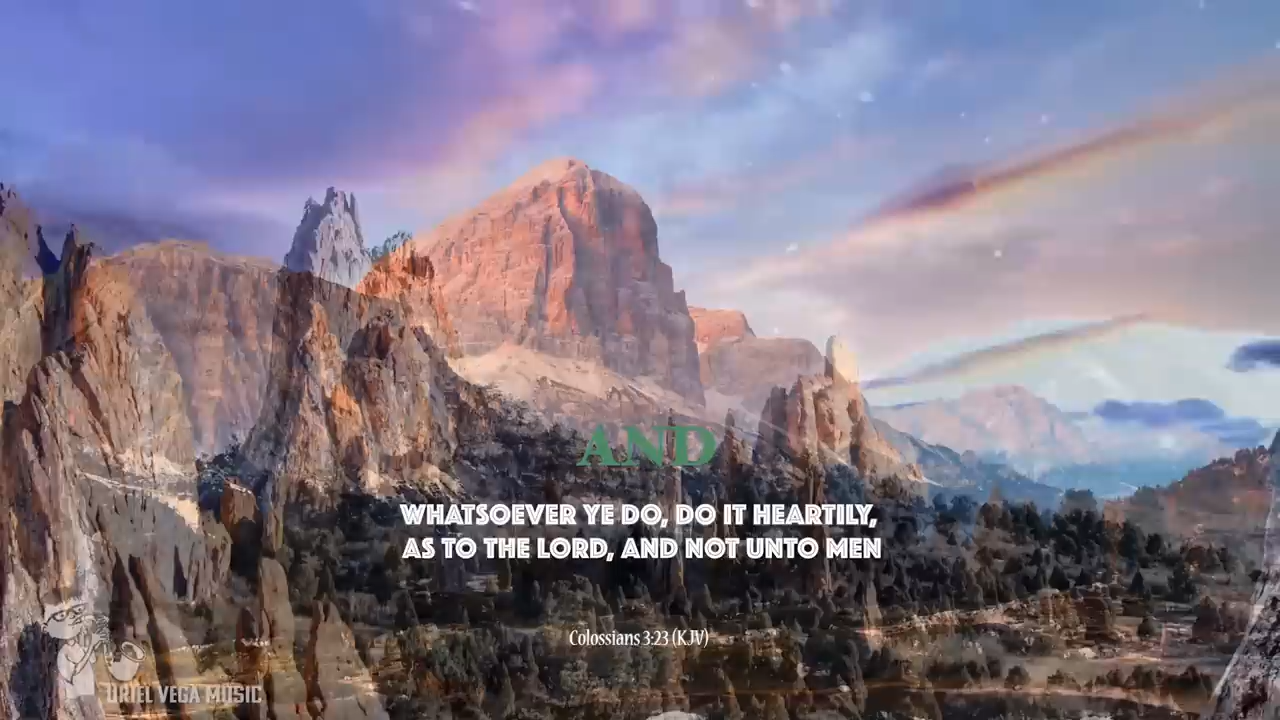 AND
WHATSOEVER YE DO, DO IT HEARTILY,
AS TO THE LORD, AND NOT UNTO MEN
Colossians 3:23 (KJV)
URIEL VEGA MUSIC